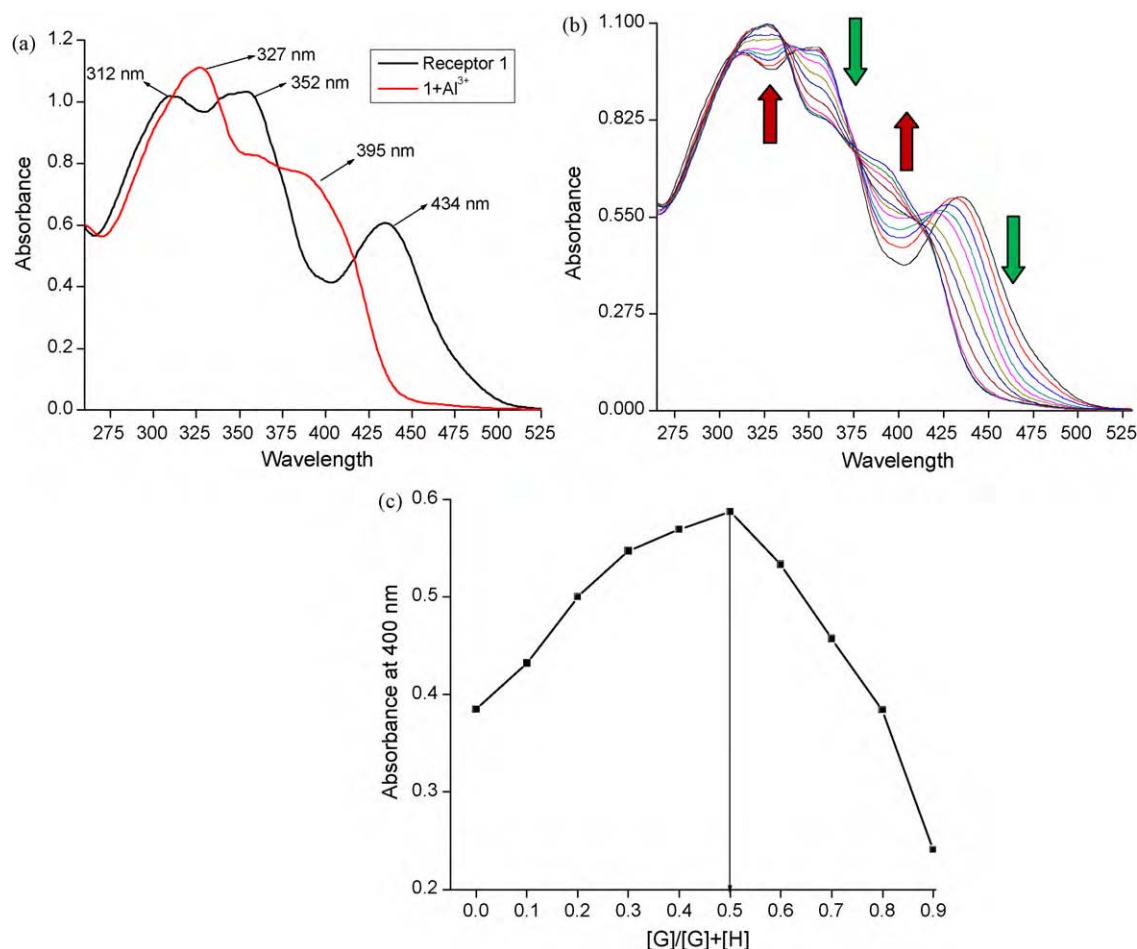 (a)
1.2
1.0
0.8
0.6
0.4
0.2
0.0
Absorbance
312 nm
327 nm
352 nm
395 nm
434 nm
Receptor 1
1+Al³⁺
275 300 325 350 375 400 425 450 475 500 525
Wavelength
(b)
1.100
0.825
0.550
0.275
0.000
Absorbance
275 300 325 350 375 400 425 450 475 500 525
Wavelength
(c)
0.6
0.5
0.4
0.3
0.2
Absorbance at 400 nm
0.0 0.1 0.2 0.3 0.4 0.5 0.6 0.7 0.8 0.9
[G]/[G]+[H]